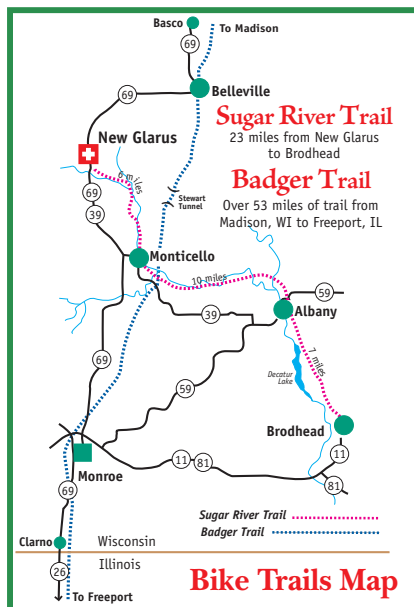 Basco
To Madison
69
69
Belleville
Sugar River Trail
23 miles from New Glarus
to Brodhead
New Glarus
Badger Trail
Over 53 miles of trail from
Madison, WI to Freeport, IL
6 miles
69
Stewart
Tunnel
39
Monticello
10 miles
59
39
Albany
69
7 miles
59
Decatur
Lake
Brodhead
11
81
11
Monroe
69
81
Sugar River Trail
Badger Trail
Clarno
Wisconsin
Illinois
26
Bike Trails Map
To Freeport